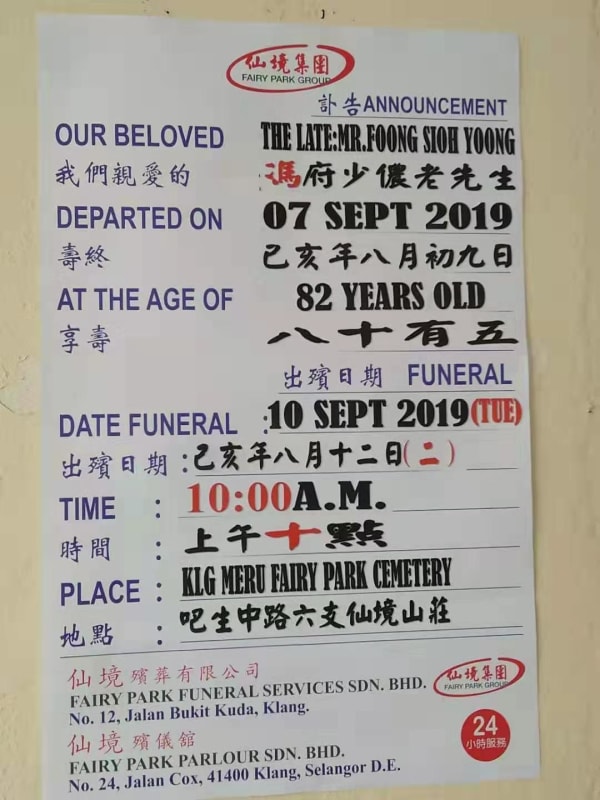 仙境集團
FAIRY PARK GROUP
訃告ANNOUNCEMENT
OUR BELOVED THE LATE:MR.FOONG SIOH YOONG
我們親愛的 :馮府少儂老先生
DEPARTED ON 07 SEPT 2019
壽終 己亥年八月初九日
AT THE AGE OF 82 YEARS OLD
享壽 八十有五
出殯日期 FUNERAL
DATE FUNERAL :10 SEPT 2019(TUE)
出殯日期:己亥年八月十二日(二)
TIME : 10:00A.M.
時間 : 上午十點
PLACE : KLG MERU FAIRY PARK CEMETERY
地點 : 吧生中路六支仙境山莊
仙境殯葬有限公司
FAIRY PARK FUNERAL SERVICES SDN. BHD.
No. 12, Jalan Bukit Kuda, Klang.
仙境集團
FAIRY PARK GROUP
仙境殯儀舘
FAIRY PARK PARLOUR SDN. BHD.
No. 24, Jalan Cox, 41400 Klang, Selangor D.E.
24
小時服務